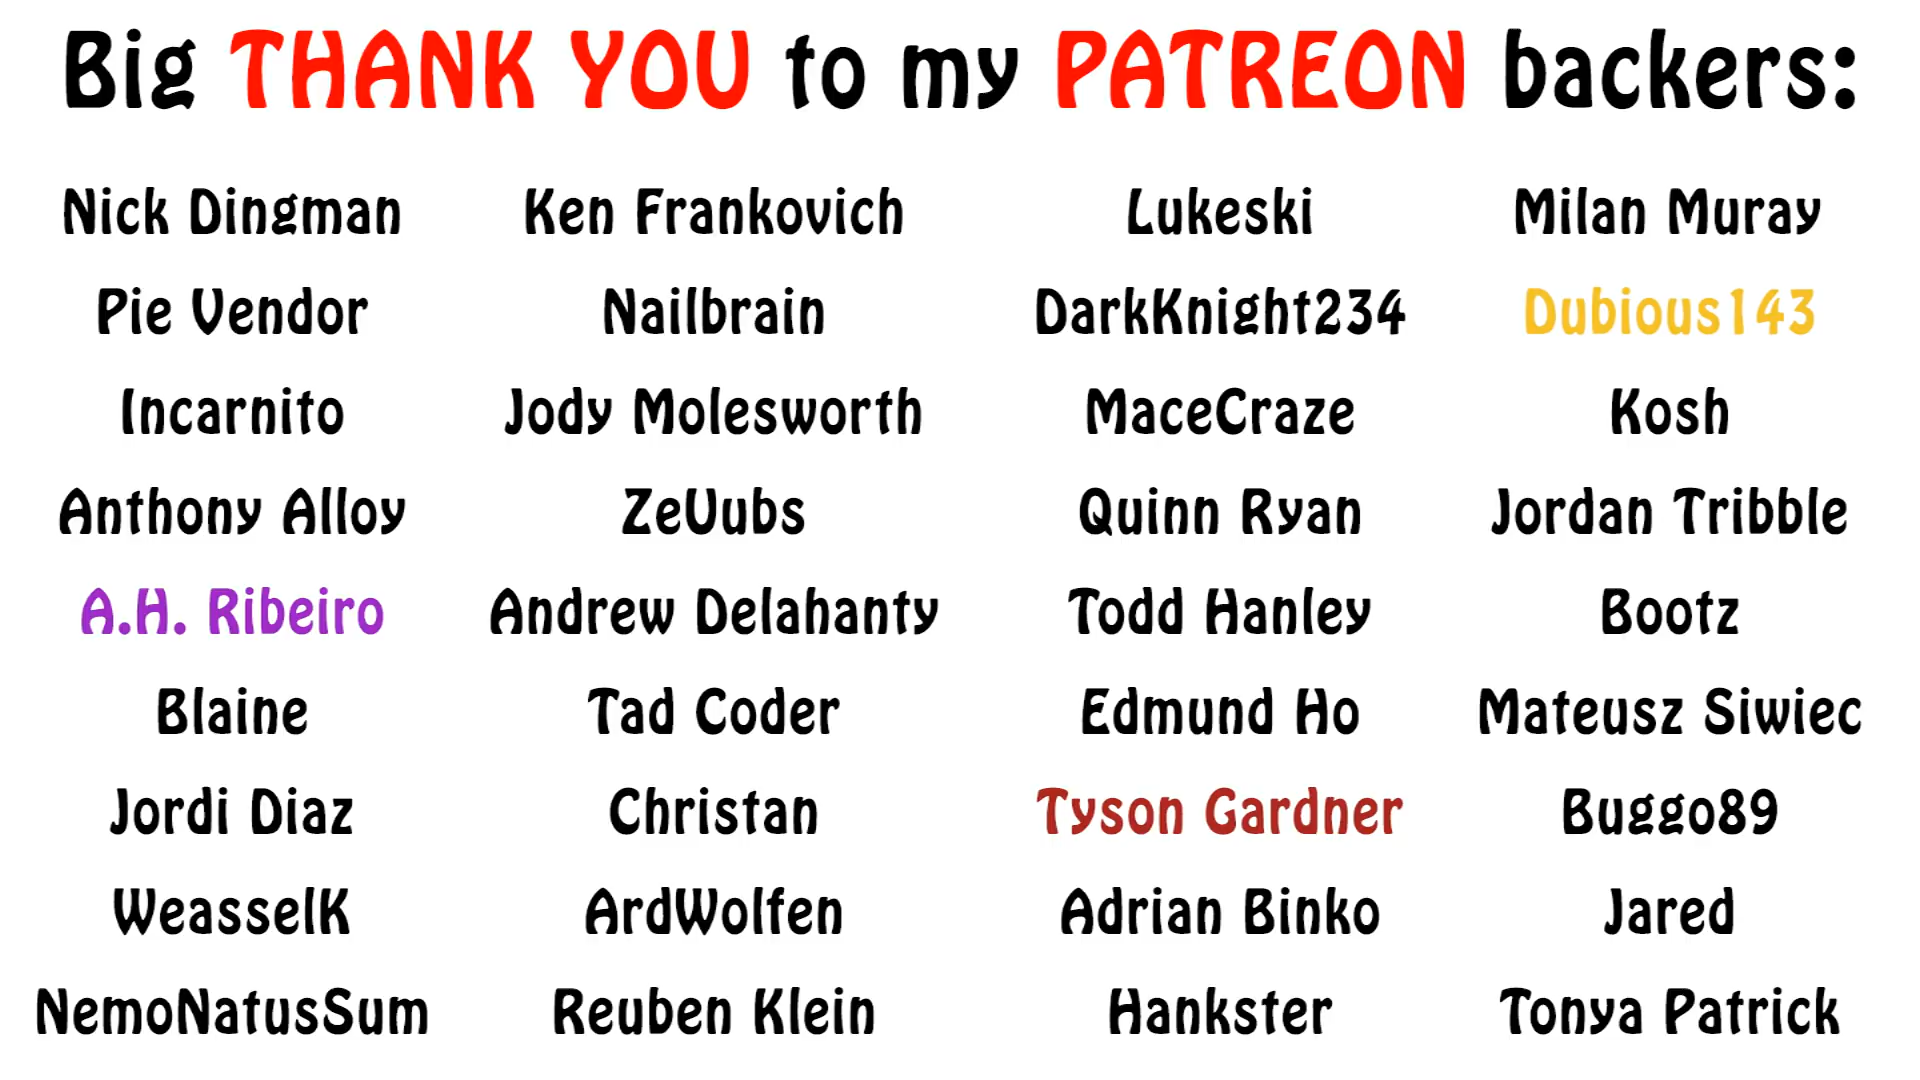 Big THANK YOU to my PATREON backers:
Nick Dingman Ken Frankovich Lukeski Milan Muray
Pie Vendor Nailbrain DarkKnight234 Dubious143
Incarnito Jody Molesworth MaceCraze Kosh
Anthony Alloy ZeUubs Quinn Ryan Jordan Tribble
A.H. Ribeiro Andrew Delahanty Todd Hanley Bootz
Blaine Tad Coder Edmund Ho Mateusz Siwiec
Jordi Diaz Christan Tyson Gardner Buggo89
WeasselK ArdWolfen Adrian Binko Jared
NemoNatusSum Reuben Klein Hankster Tonya Patrick